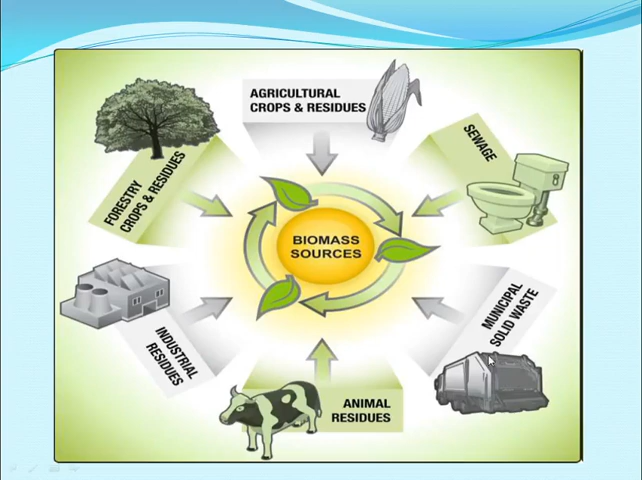 AGRICULTURAL
CROPS & RESIDUES
SEWAGE
FORESTRY
CROPS & RESIDUES
BIOMASS
SOURCES
MUNICIPAL
SOLID WASTE
INDUSTRIAL
RESIDUES
ANIMAL
RESIDUES